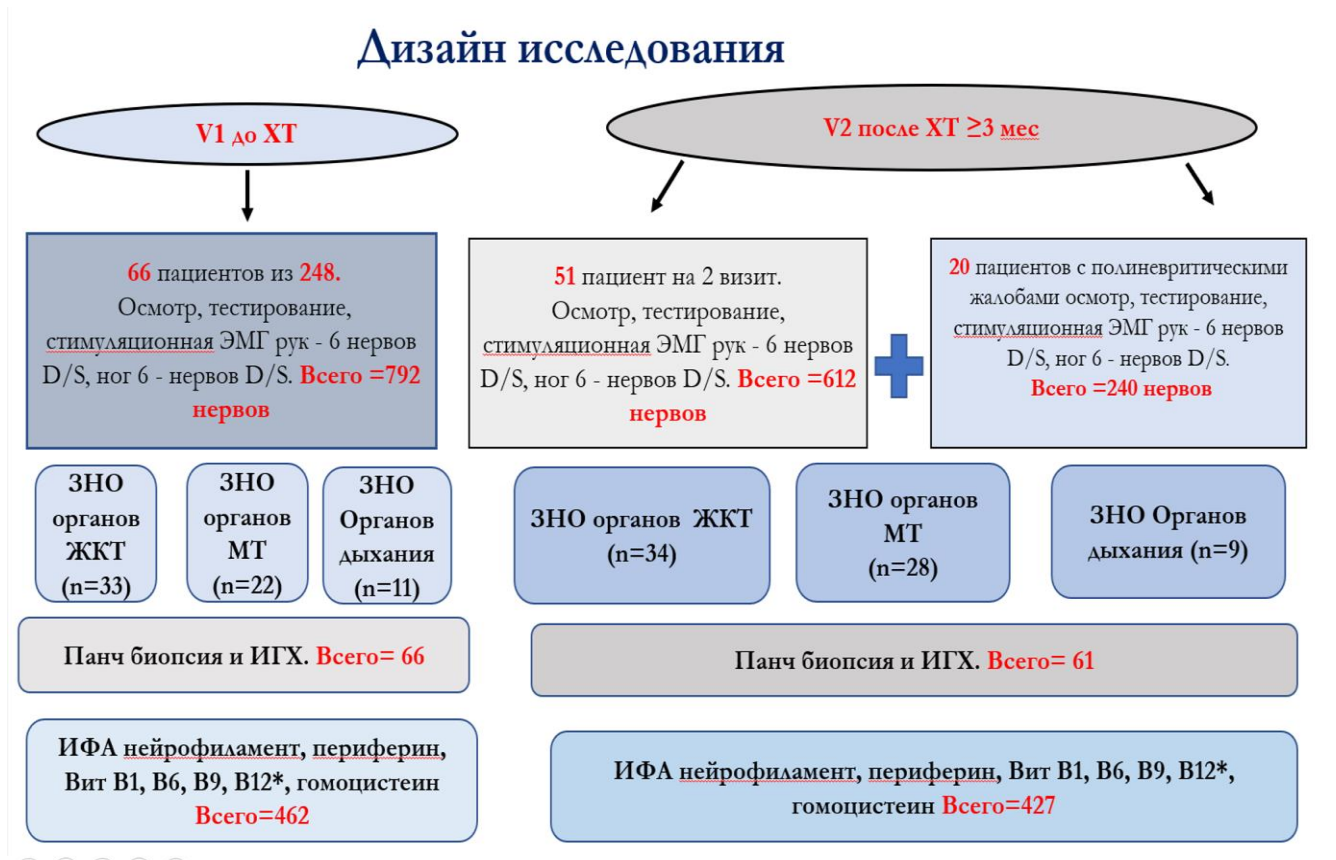 Дизайн исследования
V1 до ХТ
V2 после ХТ ≥3 мес
66 пациентов из 248.
Осмотр, тестирование,
стимуляционная ЭМГ рук - 6 нервов
D/S, ног 6 - нервов D/S. Всего =792
нервов
51 пациент на 2 визит.
Осмотр, тестирование,
стимуляционная ЭМГ рук - 6 нервов
D/S, ног 6 - нервов D/S. Всего =612
нервов
20 пациентов с полиневритическими
жалобами осмотр, тестирование,
стимуляционная ЭМГ рук - 6 нервов
D/S, ног 6 - нервов D/S.
Всего =240 нервов
ЗНО
органов
ЖКТ
(n=33)
ЗНО
органов
МТ
(n=22)
ЗНО
Органов
дыхания
(n=11)
ЗНО органов ЖКТ
(n=34)
ЗНО органов
МТ
(n=28)
ЗНО Органов
дыхания (n=9)
Панч биопсия и ИГХ. Всего= 66
Панч биопсия и ИГХ. Всего= 61
ИФА нейрофиламент, периферин,
Вит В1, В6, В9, В12*, гомоцистеин
Всего=462
ИФА нейрофиламент, периферин, Вит В1, В6, В9, В12*,
гомоцистеин Всего=427